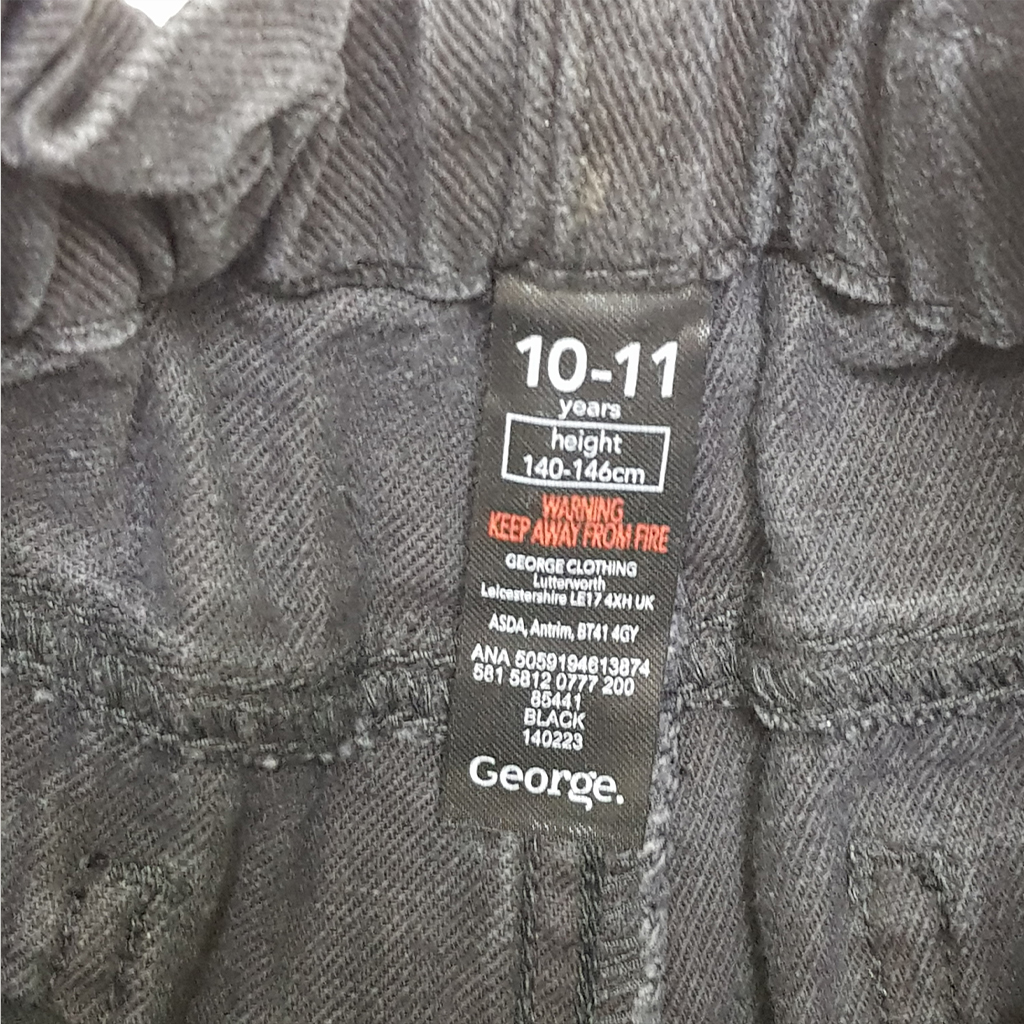 10-11
years
height
140-146cm
WARNING
KEEP AWAY FROM FIRE
GEORGE CLOTHING
Lutterworth
Leicestershire LE17 4XH UK
ASDA, Antrim, BT41 4GY
ANA 5059194613874
581 5812 0777 200
85441
BLACK
140223
George.